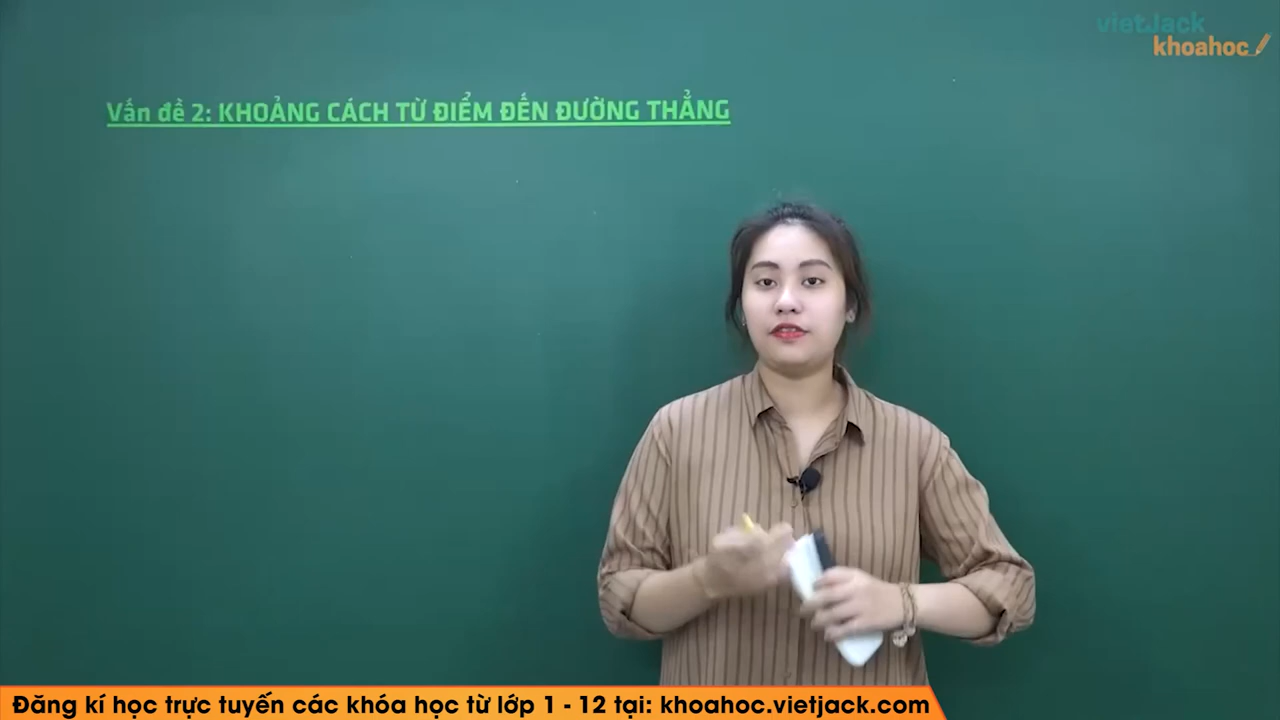 vietJack
khoahoc
Vấn đề 2: KHOẢNG CÁCH TỪ ĐIỂM ĐẾN ĐƯỜNG THẲNG
Đăng kí học trực tuyến các khóa học từ lớp 1 - 12 tại: khoahoc.vietjack.com